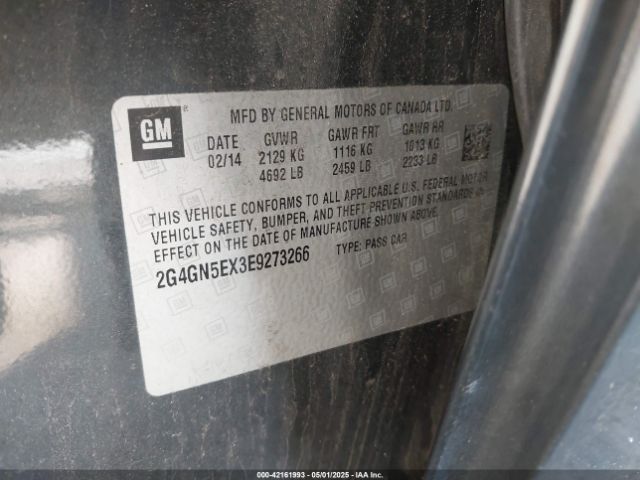 GM
MFD BY GENERAL MOTORS OF CANADA LTD.
DATE GVWR GAWR FRT GAWR RR
02/14 2129 KG 1116 KG 1013 KG
4692 LB 2459 LB 2233 LB
THIS VEHICLE CONFORMS TO ALL APPLICABLE U.S. FEDERAL MOTOR
VEHICLE SAFETY, BUMPER, AND THEFT PREVENTION STANDARDS IN
EFFECT ON THE DATE OF MANUFACTURE SHOWN ABOVE.
2G4GN5EX3E9273266 TYPE: PASS CAR
000-42161993 - 05/01/2025 - IAA Inc.